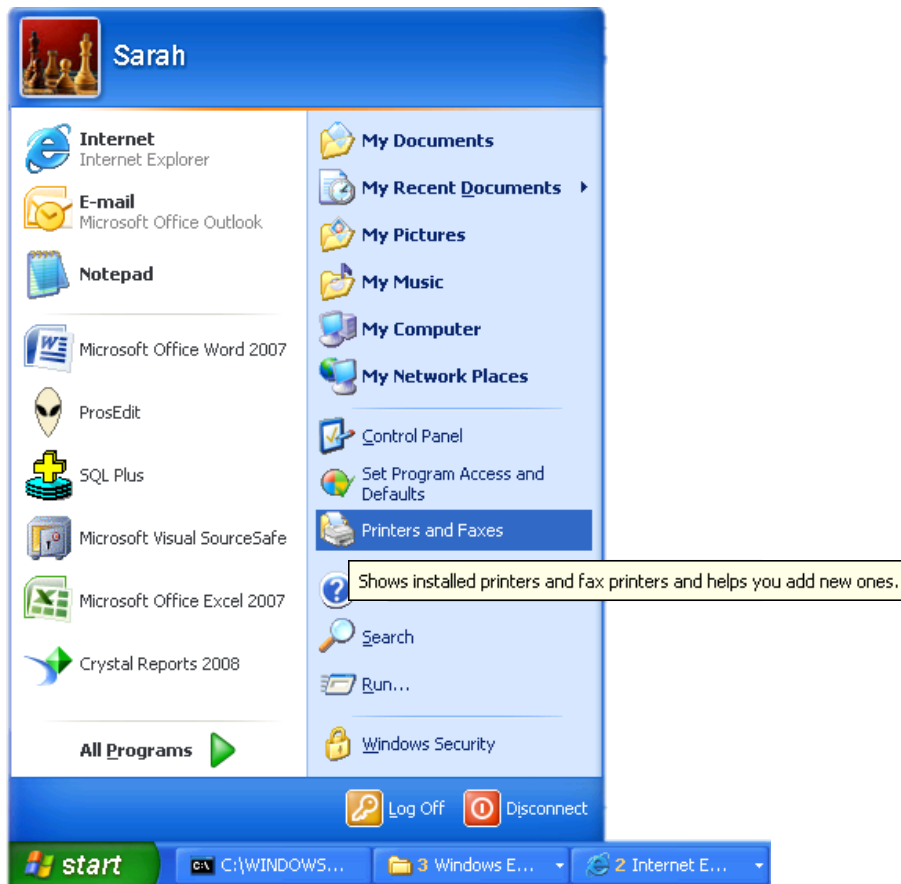 Sarah
Internet
Internet Explorer
E-mail
Microsoft Office Outlook
Notepad
Microsoft Office Word 2007
ProsEdit
SQL Plus
Microsoft Visual SourceSafe
Microsoft Office Excel 2007
Crystal Reports 2008
All Programs
My Documents
My Recent Documents
My Pictures
My Music
My Computer
My Network Places
Control Panel
Set Program Access and
Defaults
Printers and Faxes
Shows installed printers and fax printers and helps you add new ones.
Search
Run...
Windows Security
Log Off
Disconnect
start
C:\WINDOWS...
3 Windows E...
2 Internet E...